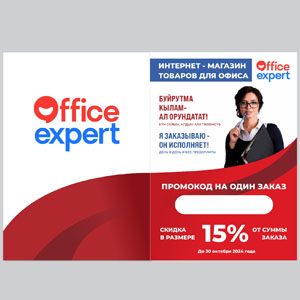 Office
expert
ИНТЕРНЕТ - МАГАЗИН
ТОВАРОВ ДЛЯ ОФИСА
Office
expert
БУЙРУТМА
КЫЛАМ-
АЛ ОРУНДАТАТ!
Я ЗАКАЗЫВАЮ -
ОН ИСПОЛНЯЕТ!
ПРОМОКОД НА ОДИН ЗАКАЗ
СКИДКА
В РАЗМЕРЕ
15%
ОТ СУММЫ
ЗАКАЗА
До 30 октября 2024 года